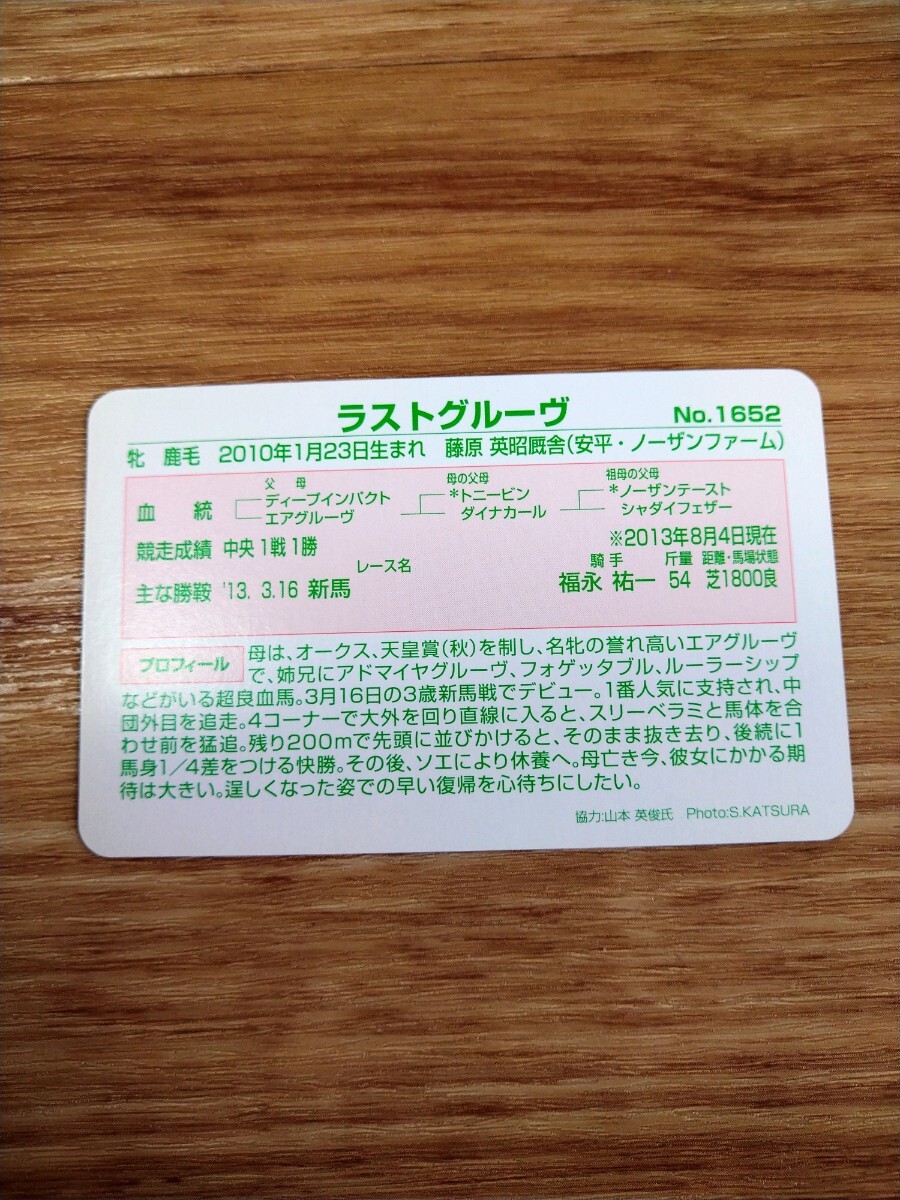 ラストグルーヴ No.1652
牝 鹿毛 2010年1月23日生まれ 藤原 英昭厩舎(安平・ノーザンファーム)
父 母 母の父母 祖母の父母
血統 ディープインパクト *トニービン *ノーザンテースト
エアグルーヴ ダイナカール シャダイフェザー
競走成績 中央1戦1勝 ※2013年8月4日現在
レース名 騎手 斤量 距離・馬場状態
主な勝鞍 '13. 3.16 新馬 福永 祐一 54 芝1800良
プロフィール 母は、オークス、天皇賞(秋)を制し、名牝の誉れ高いエアグルーヴ
で、姉兄にアドマイヤグルーヴ、フォゲッタブル、ルーラーシップ
などがいる超良血馬。3月16日の3歳新馬戦でデビュー。1番人気に支持され、中
団外目を追走。4コーナーで大外を回り直線に入ると、スリーベラミと馬体を合
わせ前を猛追。残り200mで先頭に並びかけると、そのまま抜き去り、後続に1
馬身1/4差をつける快勝。その後、ソエにより休養へ。母亡き今、彼女にかかる期
待は大きい。逞しくなった姿での早い復帰を心待ちにしたい。
協力:山本 英俊氏 Photo:S.KATSURA